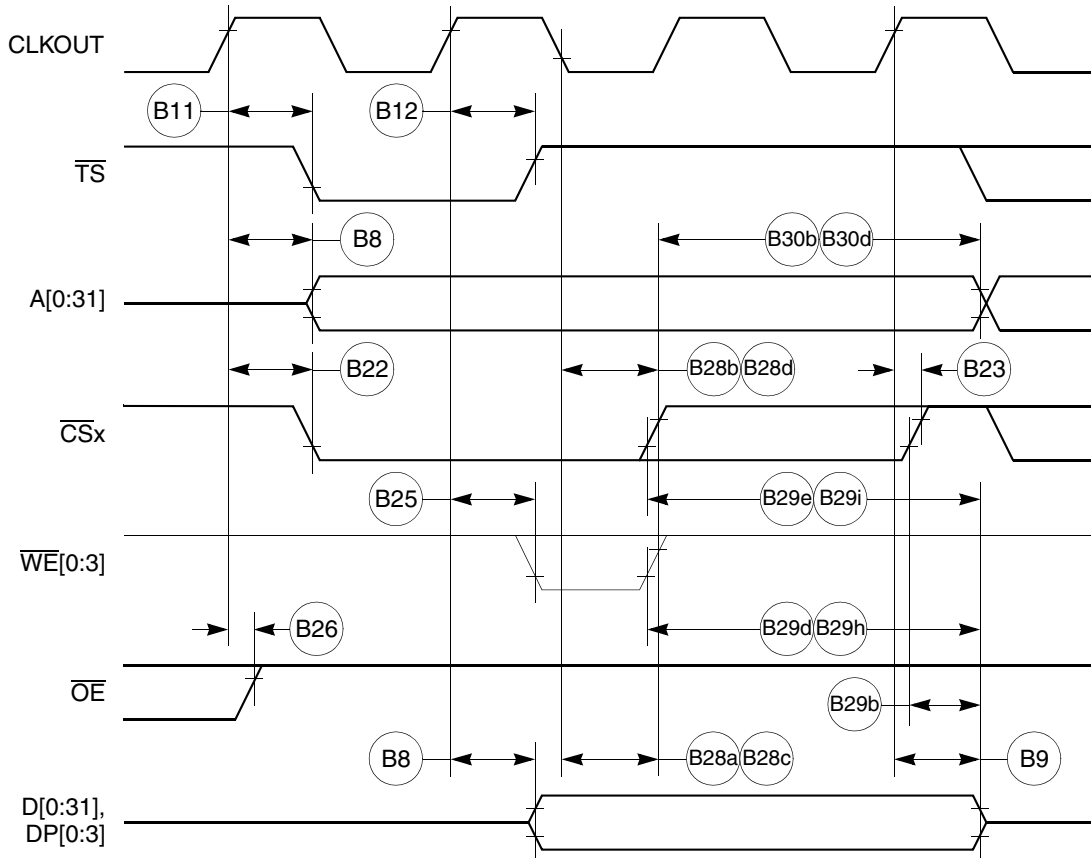 CLKOUT
B11
B12
TS
B8
B30b B30d
A[0:31]
B22
B28b B28d
B23
CSx
B25
B29e B29i
WE[0:3]
B26
B29d B29h
OE
B29b
B8
B28a B28c
B9
D[0:31],
DP[0:3]